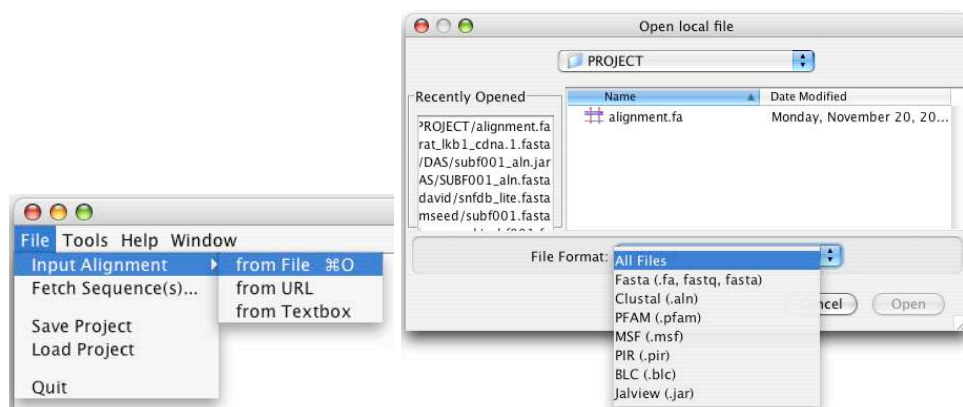 Open local file
PROJECT
Recently Opened
Name Date Modified
PROJECT/alignment.fa
rat_lkb1_cdna.1.fasta
/DAS/subf001_aln.jar
AS/SUBF001_aln.fasta
david/snfdb_lite.fasta
mseed/subf001.fasta
alignment.fa Monday, November 20, 20...
File Format:
All Files
Fasta (.fa, fastq, fasta)
Clustal (.aln)
PFAM (.pfam)
MSF (.msf)
PIR (.pir)
BLC (.blc)
Jalview (.jar)
ncel Open
File Tools Help Window
Input Alignment
Fetch Sequence(s)...
Save Project
Load Project
Quit
from File ⌘O
from URL
from Textbox